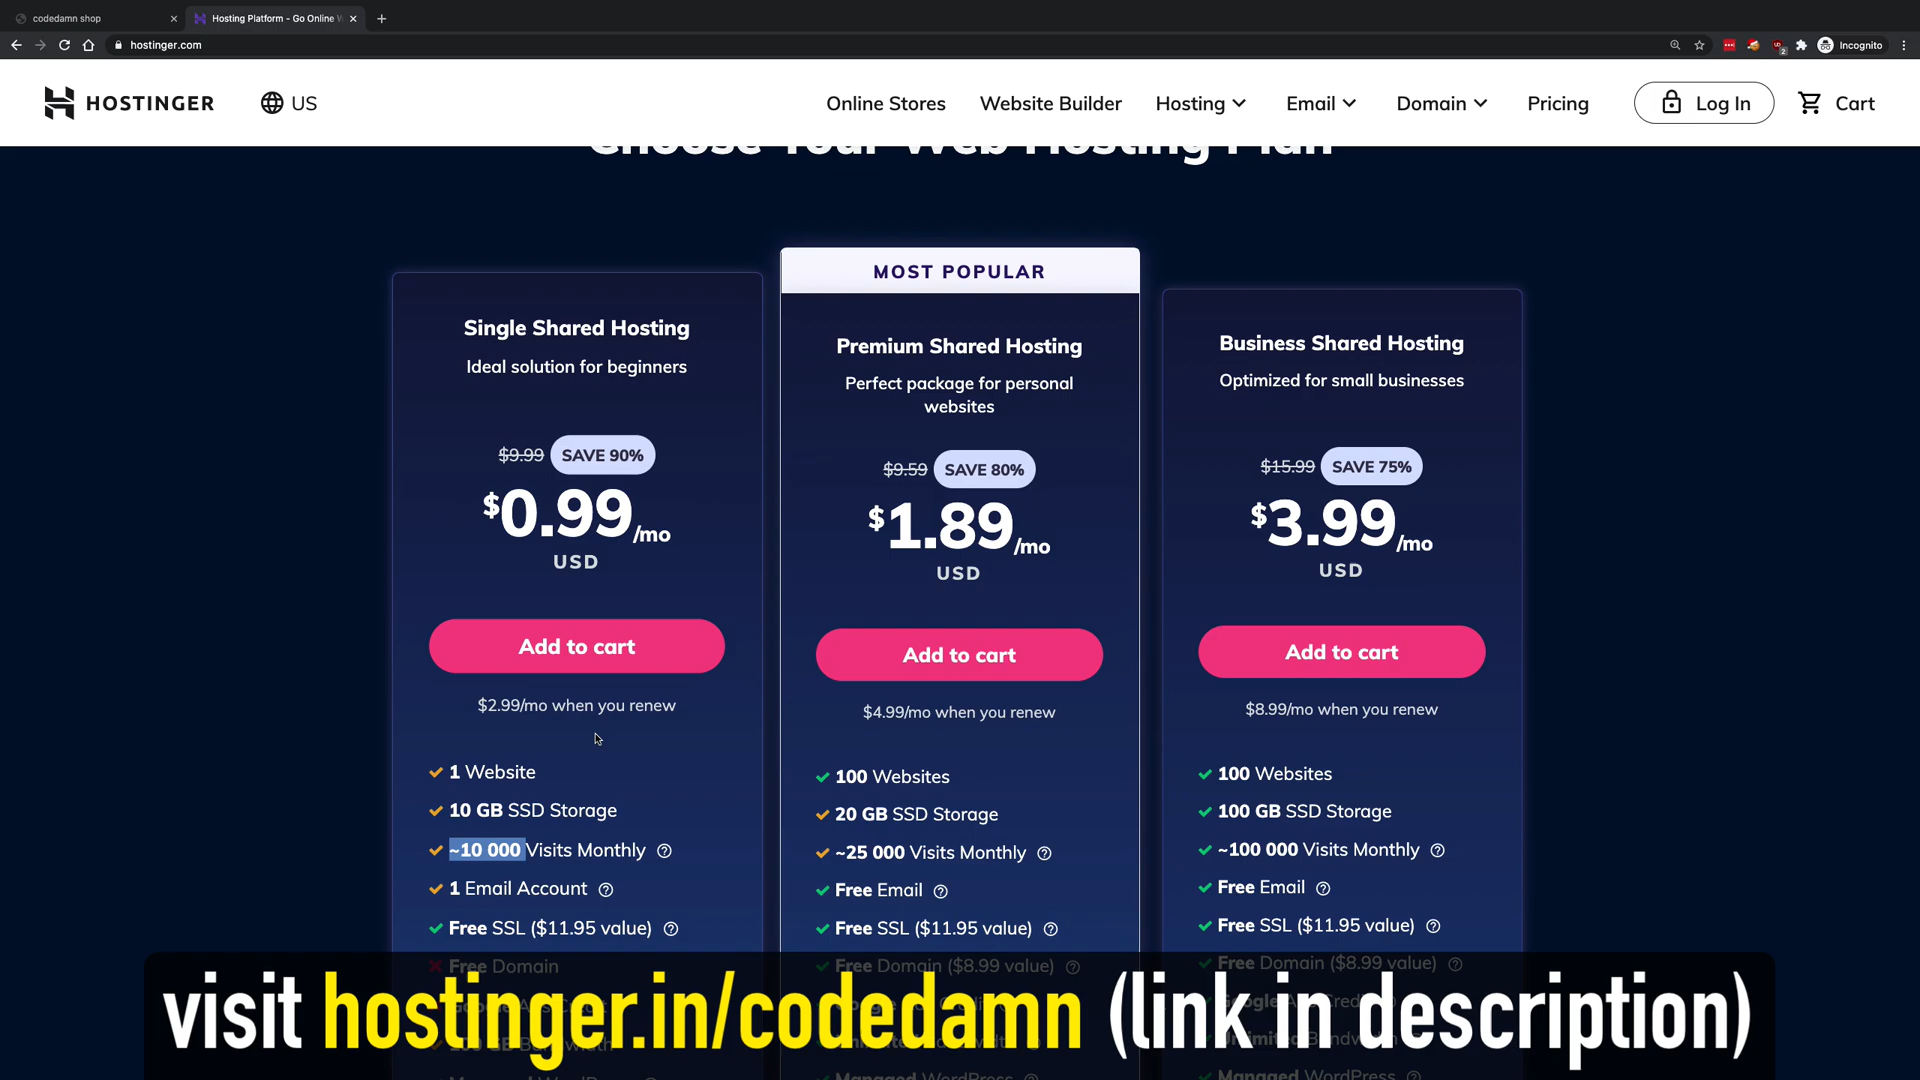 codedamn shop
Hosting Platform - Go Online W
hostinger.com
Incognito
HOSTINGER
US
Online Stores
Website Builder
Hosting
Email
Domain
Pricing
Log In
Cart
Choose Your Web Hosting Plan
Single Shared Hosting
Ideal solution for beginners
$9.99 SAVE 90%
$0.99/mo
USD
Add to cart
$2.99/mo when you renew
1 Website
10 GB SSD Storage
~10 000 Visits Monthly
1 Email Account
Free SSL ($11.95 value)
Free Domain
MOST POPULAR
Premium Shared Hosting
Perfect package for personal
websites
$9.59 SAVE 80%
$1.89/mo
USD
Add to cart
$4.99/mo when you renew
100 Websites
20 GB SSD Storage
~25 000 Visits Monthly
Free Email
Free SSL ($11.95 value)
Free Domain ($8.99 value)
Managed WordPress
Business Shared Hosting
Optimized for small businesses
$15.99 SAVE 75%
$3.99/mo
USD
Add to cart
$8.99/mo when you renew
100 Websites
100 GB SSD Storage
~100 000 Visits Monthly
Free Email
Free SSL ($11.95 value)
Free Domain ($8.99 value)
Managed WordPress
visit hostinger.in/codedamn (link in description)